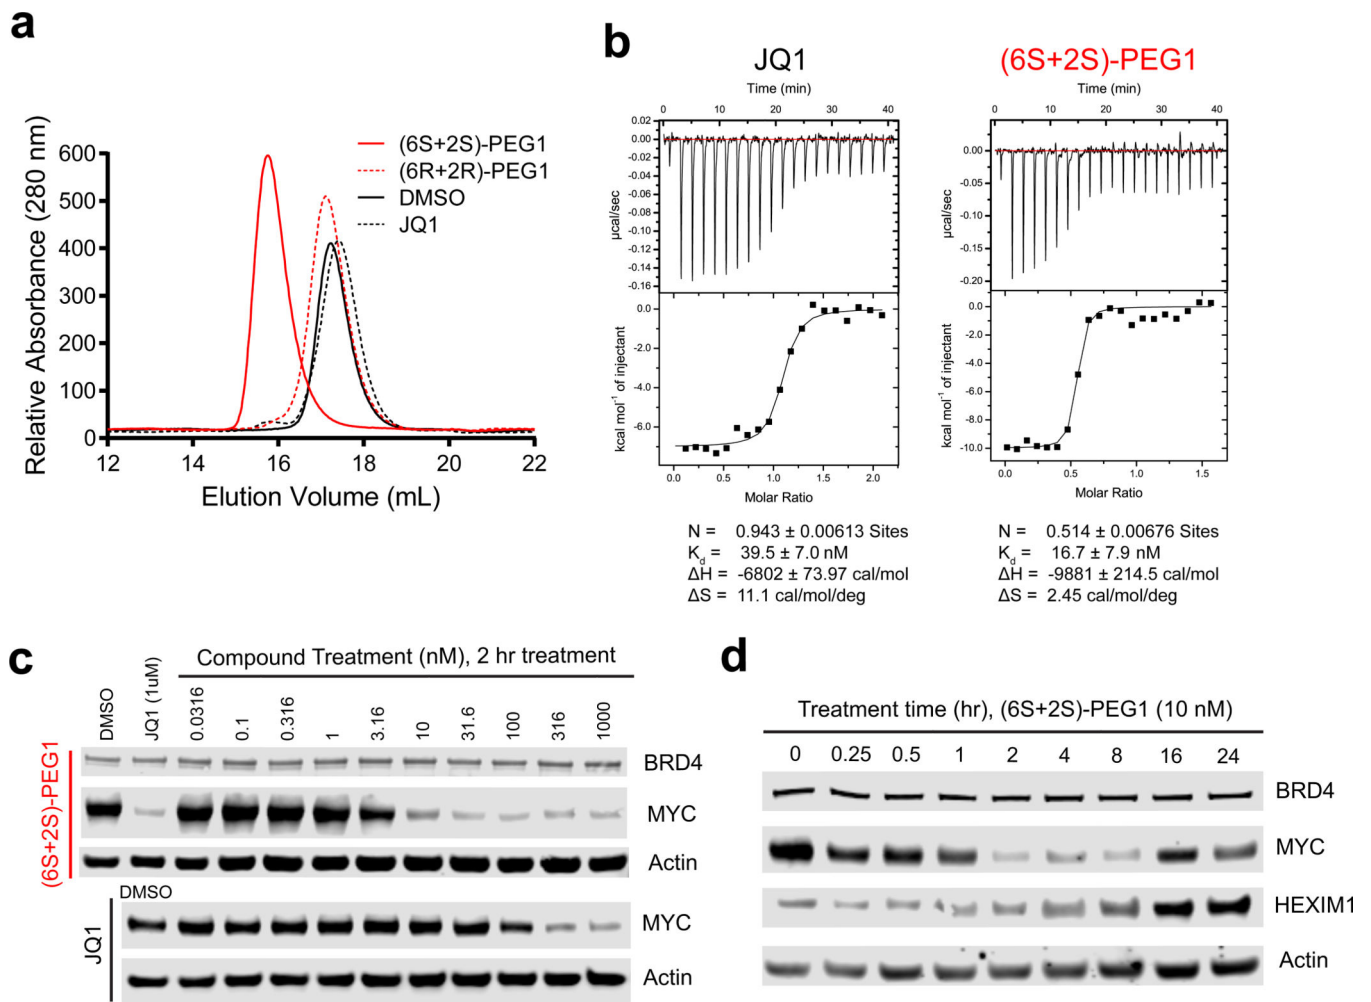 a
Relative Absorbance (280 nm)
600
500
400
300
200
100
0
12 14 16 18 20 22
Elution Volume (mL)
(6S+2S)-PEG1
(6R+2R)-PEG1
DMSO
JQ1
b
JQ1
Time (min)
0 10 20 30 40
0.02
0.00
-0.02
-0.04
-0.06
-0.08
-0.10
-0.12
-0.14
-0.16
µcal/sec
0.0
-2.0
-4.0
-6.0
kcal mol⁻¹ of injectant
0.0 0.5 1.0 1.5 2.0
Molar Ratio
N = 0.943 ± 0.00613 Sites
Kd = 39.5 ± 7.0 nM
ΔH = -6802 ± 73.97 cal/mol
ΔS = 11.1 cal/mol/deg
(6S+2S)-PEG1
Time (min)
0 10 20 30 40
0.00
-0.05
-0.10
-0.15
-0.20
µcal/sec
0.0
-2.0
-4.0
-6.0
-8.0
-10.0
kcal mol⁻¹ of injectant
0.0 0.5 1.0 1.5
Molar Ratio
N = 0.514 ± 0.00676 Sites
Kd = 16.7 ± 7.9 nM
ΔH = -9881 ± 214.5 cal/mol
ΔS = 2.45 cal/mol/deg
c
Compound Treatment (nM), 2 hr treatment
DMSO JQ1 (1uM) 0.0316 0.1 0.316 1 3.16 10 31.6 100 316 1000
(6S+2S)-PEG1
BRD4
MYC
Actin
DMSO
JQ1
MYC
Actin
d
Treatment time (hr), (6S+2S)-PEG1 (10 nM)
0 0.25 0.5 1 2 4 8 16 24
BRD4
MYC
HEXIM1
Actin